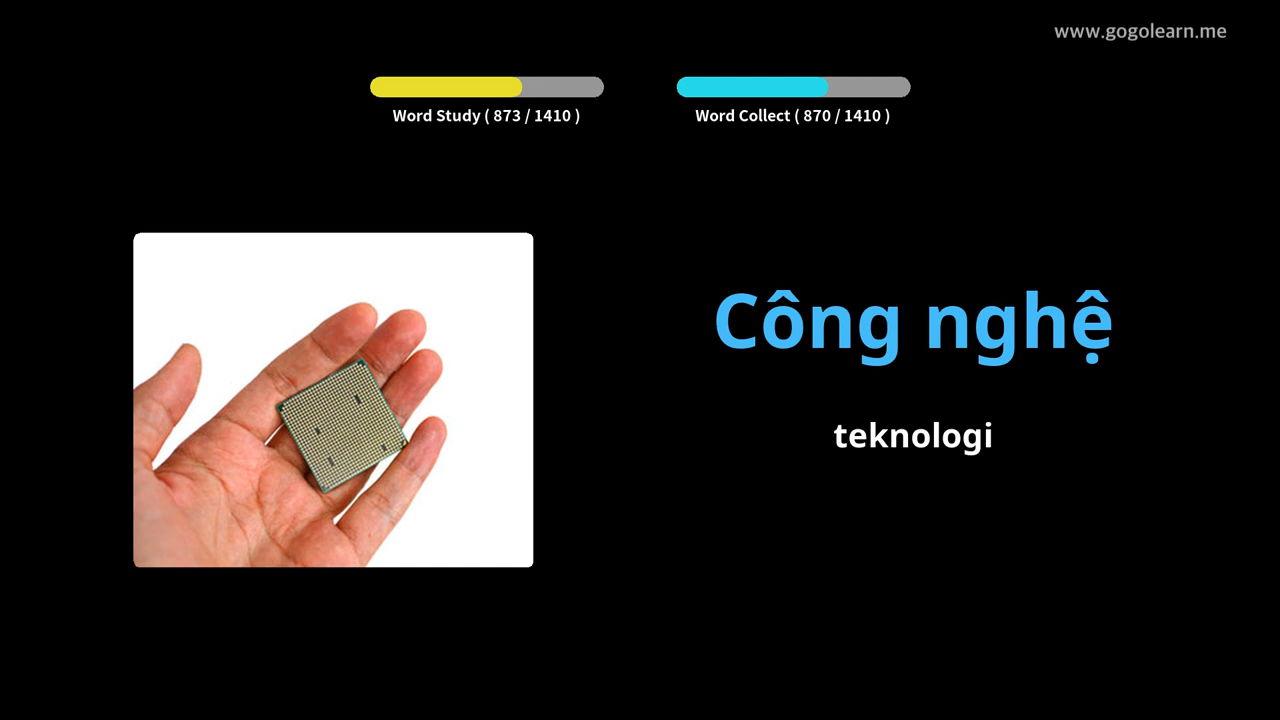 www.gogolearn.me
Word Study ( 873 / 1410 )
Word Collect ( 870 / 1410 )
Công nghệ
teknologi